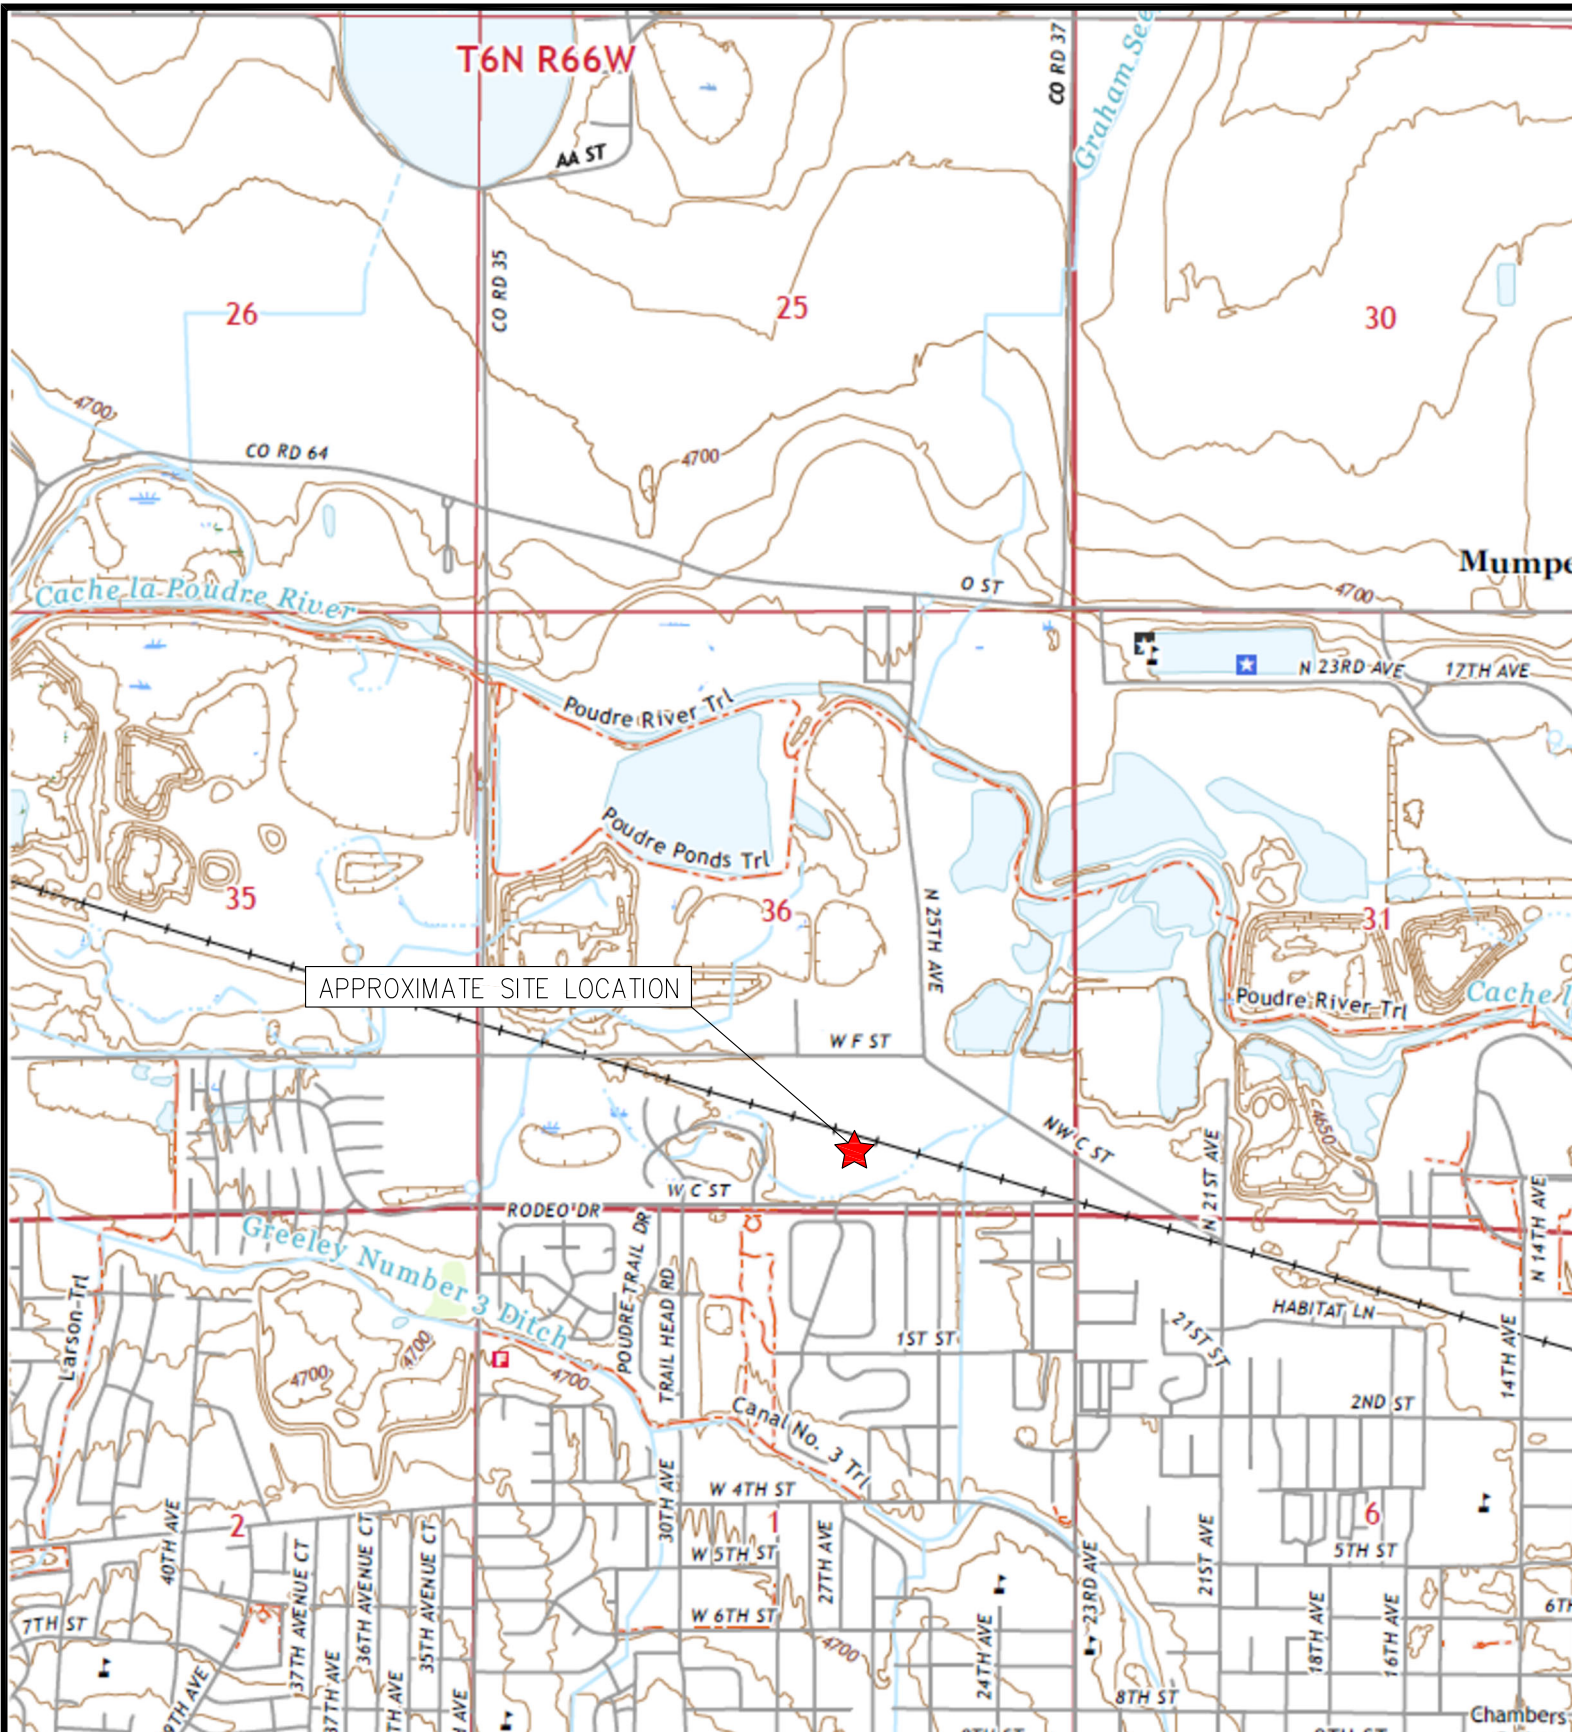 T6N R66W
CO RD 37
AA ST
CO RD 35
26
25
30
4700
CO RD 64
4700
O ST
Mumpe
4700
Cache la Poudre River
N 23RD AVE
17TH AVE
Poudre River Trl
Poudre Ponds Trl
35
36
N 25TH AVE
31
APPROXIMATE SITE LOCATION
Poudre River Trl
W F ST
4650
NW C ST
N 21ST AVE
W C ST
RODEO DR
N 14TH AVE
Greeley Number 3 Ditch
POUDRE TRAIL DR
TRAIL HEAD RD
Larson Trl
HABITAT LN
21ST ST
1ST ST
14TH AVE
4700
4700
4700
2ND ST
Canal No. 3 Trl
W 4TH ST
30TH AVE
40TH AVE
2
1
6
37TH AVENUE CT
36TH AVENUE CT
35TH AVENUE CT
27TH AVE
W 5TH ST
5TH ST
21ST AVE
23RD AVE
7TH ST
W 6TH ST
4700
24TH AVE
18TH AVE
16TH AVE
8TH ST
Chambers